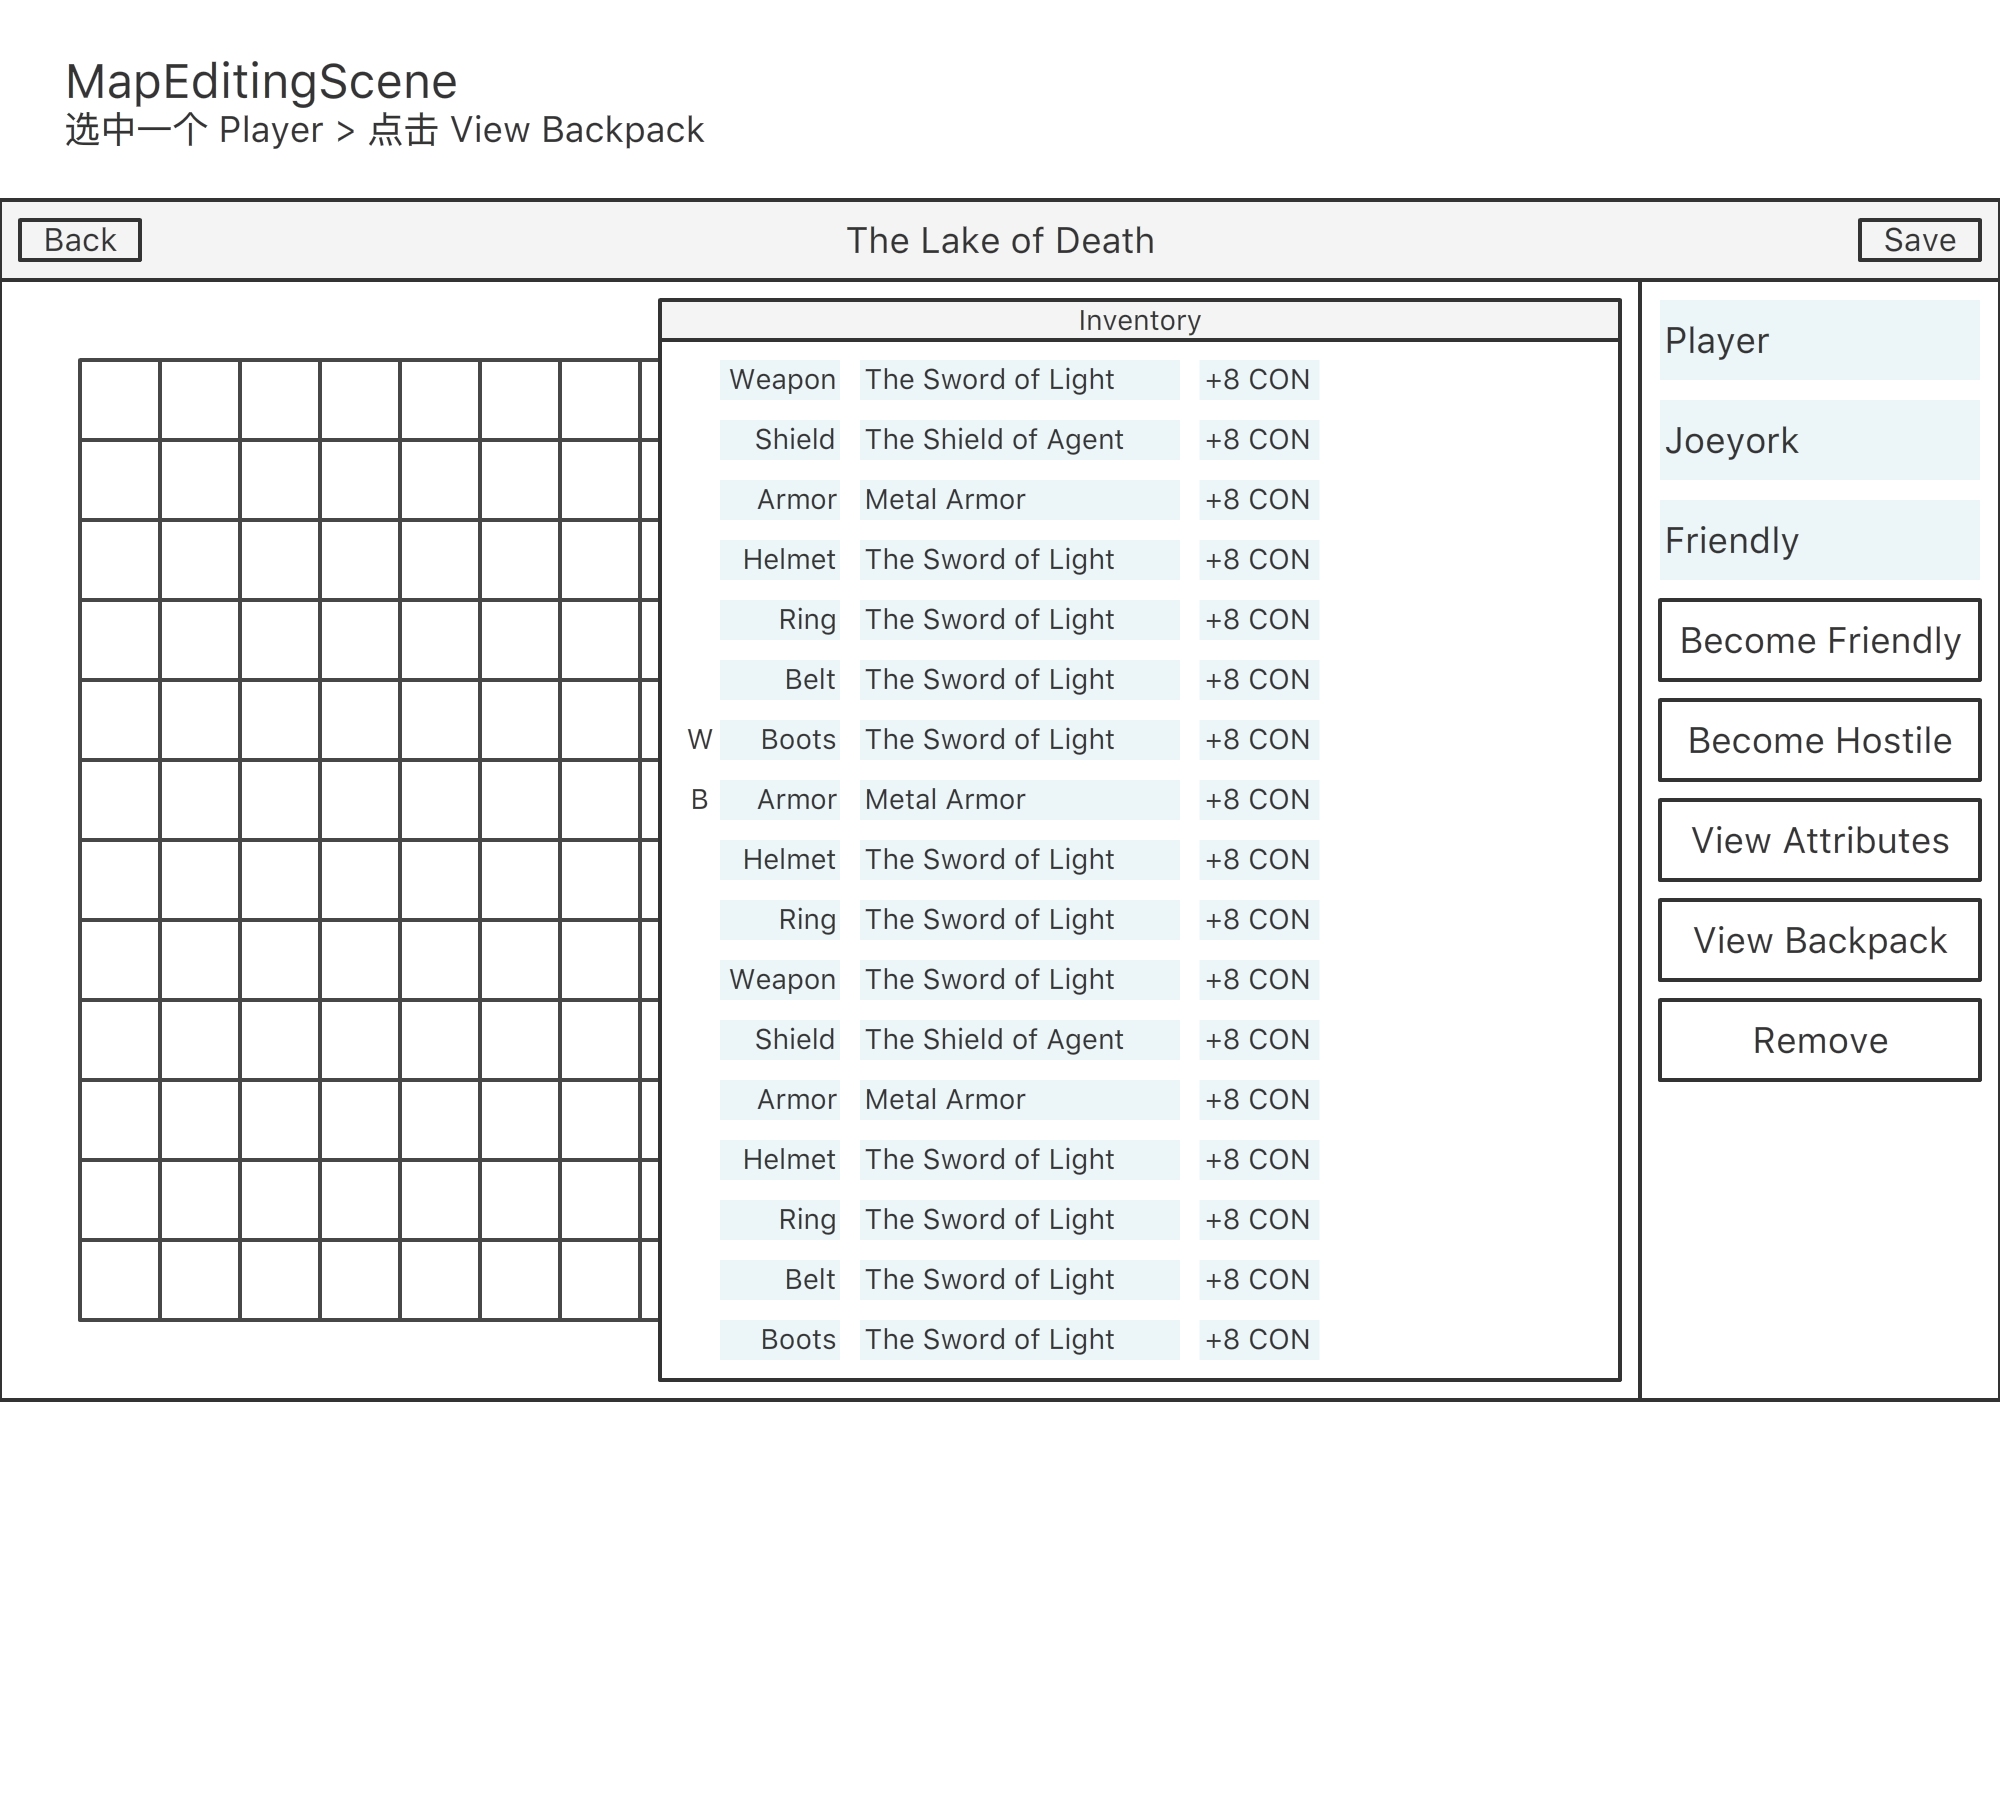 MapEditingScene
选中一个 Player > 点击 View Backpack
Back The Lake of Death Save
Inventory
Weapon The Sword of Light +8 CON
Shield The Shield of Agent +8 CON
Armor Metal Armor +8 CON
Helmet The Sword of Light +8 CON
Ring The Sword of Light +8 CON
Belt The Sword of Light +8 CON
W Boots The Sword of Light +8 CON
B Armor Metal Armor +8 CON
Helmet The Sword of Light +8 CON
Ring The Sword of Light +8 CON
Weapon The Sword of Light +8 CON
Shield The Shield of Agent +8 CON
Armor Metal Armor +8 CON
Helmet The Sword of Light +8 CON
Ring The Sword of Light +8 CON
Belt The Sword of Light +8 CON
Boots The Sword of Light +8 CON
Player
Joeyork
Friendly
Become Friendly
Become Hostile
View Attributes
View Backpack
Remove